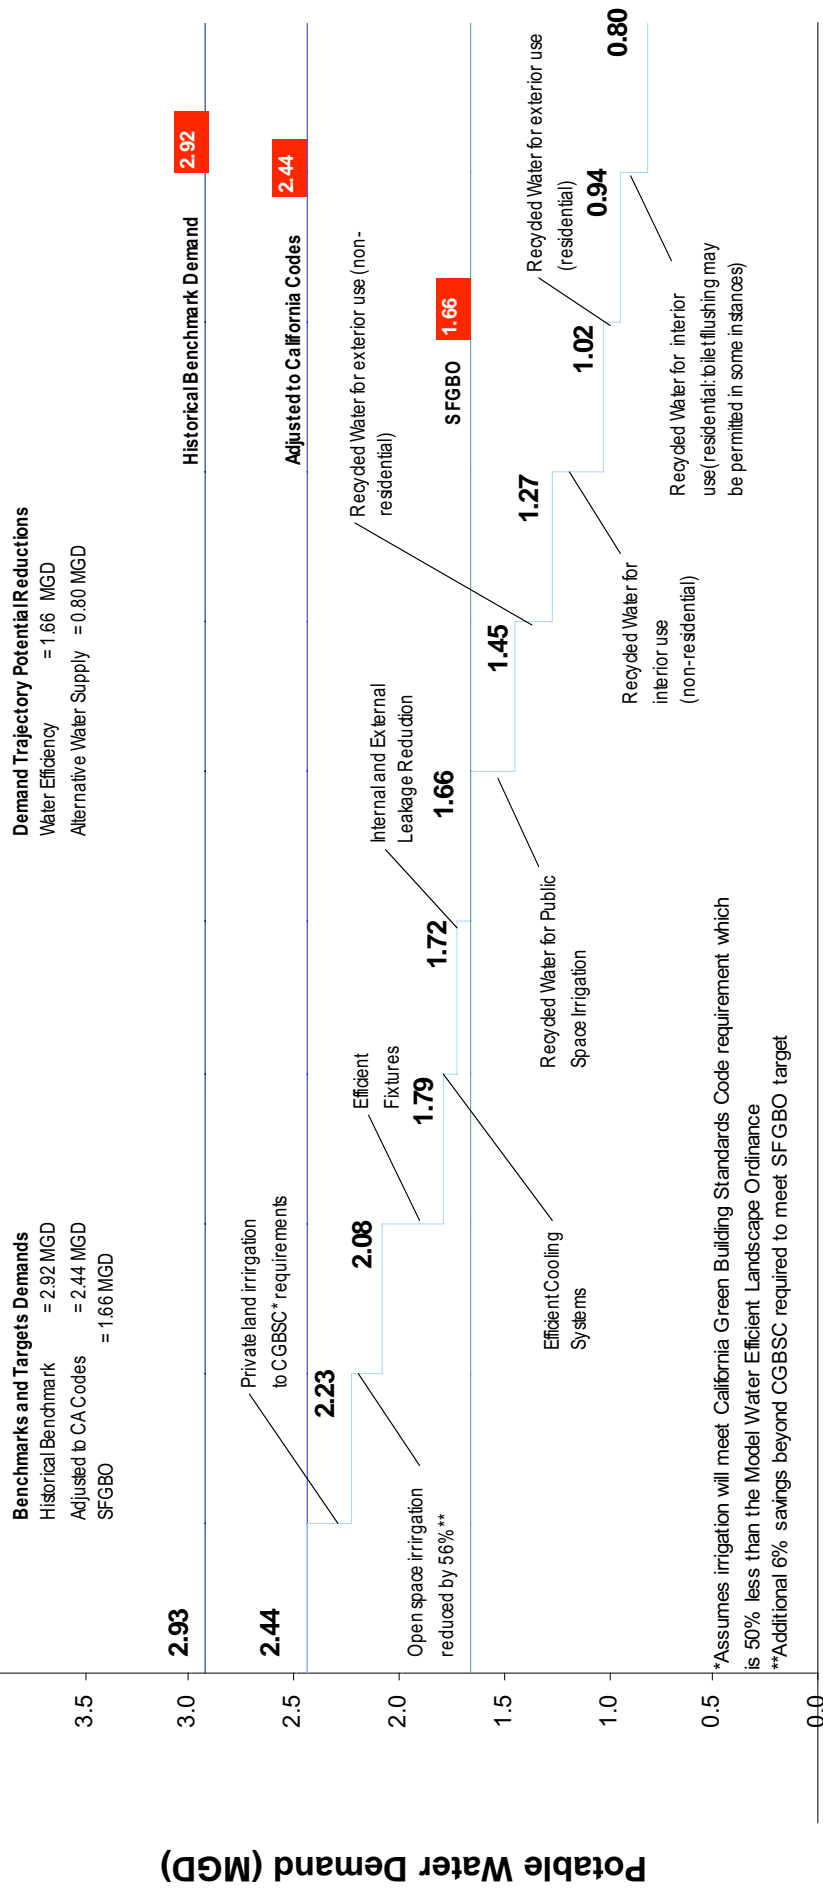 Benchmarks and Targets Demands
Historical Benchmark = 2.92 MGD
Adjusted to CA Codes = 2.44 MGD
SFGBO = 1.66 MGD
Demand Trajectory Potential Reductions
Water Efficiency = 1.66 MGD
Alternative Water Supply = 0.80 MGD
Potable Water Demand (MGD)
3.5
3.0
2.5
2.0
1.5
1.0
0.5
0.0
2.93
Historical Benchmark Demand
2.92
2.44
Adjusted to California Codes
2.44
SFGBO
1.66
Private land irrirgation
to CGBSC* requirements
2.23
Open space irrirgation
reduced by 56%**
2.08
Efficient
Fixtures
1.79
Efficient Cooling
Systems
1.72
Internal and External
Leakage Reduction
1.66
Recycled Water for Public
Space Irrigation
1.45
Recycled Water for exterior use (non-
residential)
1.27
Recycled Water for
interior use
(non-residential)
1.02
Recycled Water for exterior use
(residential)
0.94
Recycled Water for interior
use(residential: toilet flushing may
be permitted in some instances)
0.80
*Assumes irrigation will meet California Green Building Standards Code requirement which
is 50% less than the Model Water Efficient Landscape Ordinance
**Additional 6% savings beyond CGBSC required to meet SFGBO target